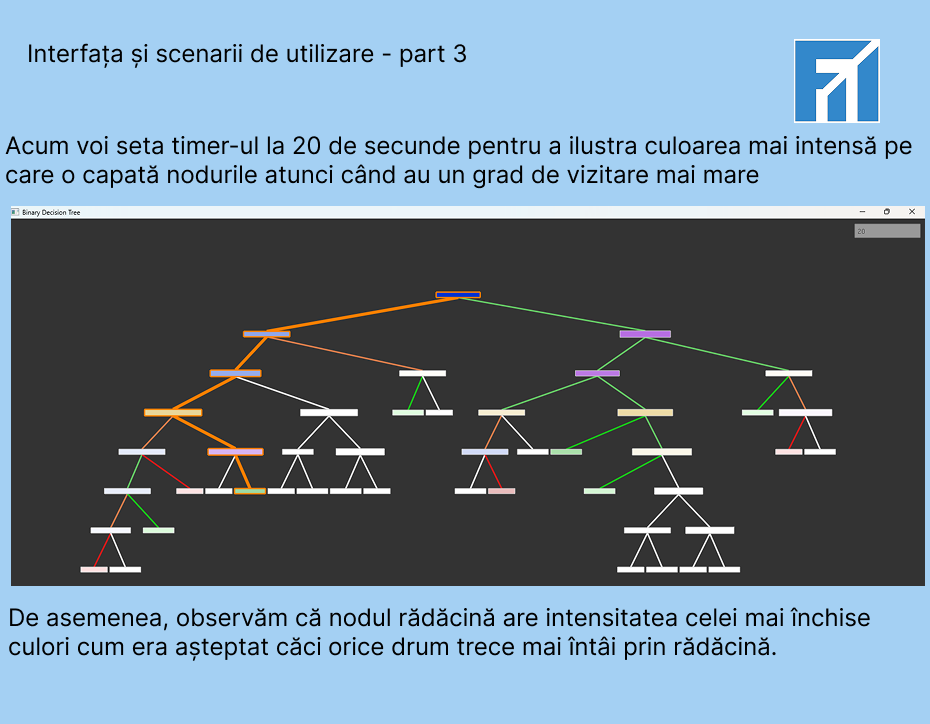 Interfața și scenarii de utilizare - part 3
Acum voi seta timer-ul la 20 de secunde pentru a ilustra culoarea mai intensă pe
care o capată nodurile atunci când au un grad de vizitare mai mare
Binary Decision Tree
20
De asemenea, observăm că nodul rădăcină are intensitatea celei mai închise
culori cum era așteptat căci orice drum trece mai întâi prin rădăcină.